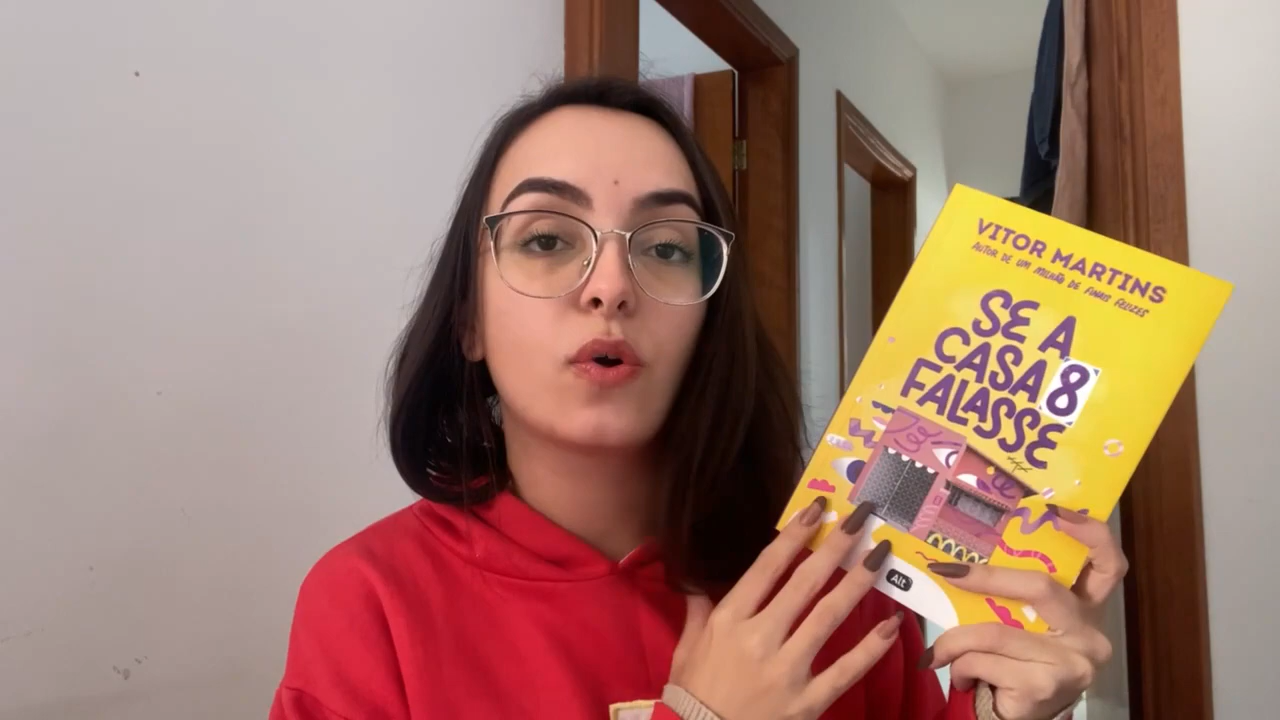 VITOR MARTINS
AUTOR DE UM MILHÃO DE FINAIS FELIZES
SE A
CASA 8
FALASSE
Alt